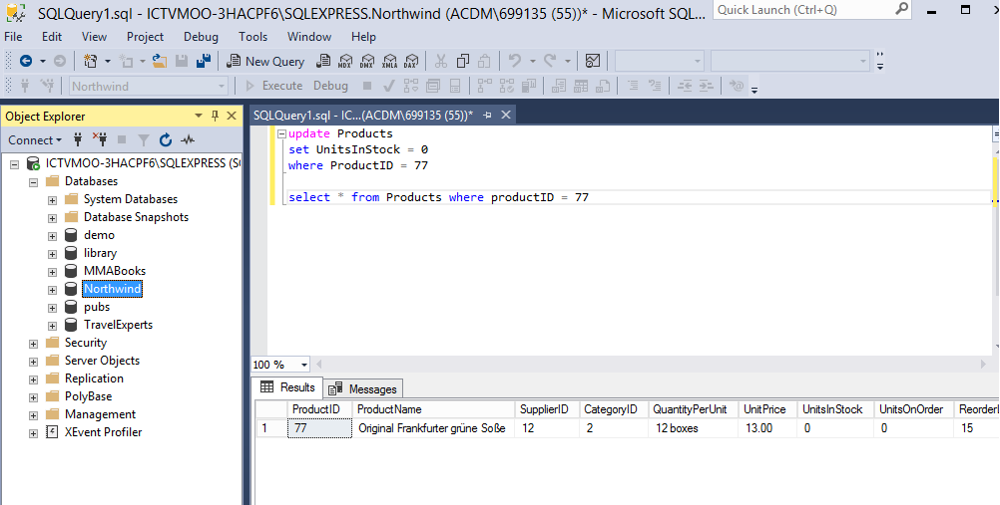 SQLQuery1.sql - ICTVMOO-3HACPF6\SQLEXPRESS.Northwind (ACDM\699135 (55))* - Microsoft SQL... Quick Launch (Ctrl+Q)
File Edit View Project Debug Tools Window Help
New Query MDX DMX XMLA DAX
Northwind Execute Debug
Object Explorer
Connect
ICTVMOO-3HACPF6\SQLEXPRESS (S
Databases
System Databases
Database Snapshots
demo
library
MMABooks
Northwind
pubs
TravelExperts
Security
Server Objects
Replication
PolyBase
Management
XEvent Profiler
SQLQuery1.sql - IC...(ACDM\699135 (55))*
update Products
set UnitsInStock = 0
where ProductID = 77
select * from Products where productID = 77
100 %
Results Messages
ProductID ProductName SupplierID CategoryID QuantityPerUnit UnitPrice UnitsInStock UnitsOnOrder
1 77 Original Frankfurter grüne Soße 12 2 12 boxes 13.00 0 0 15